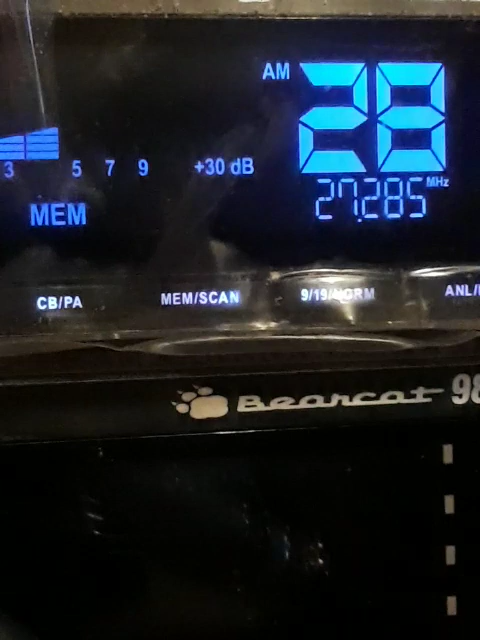 AM 28
3 5 7 9 +30 dB
27.285 MHz
MEM
CB/PA MEM/SCAN 9/19/NORM ANL/
Bearcat 98